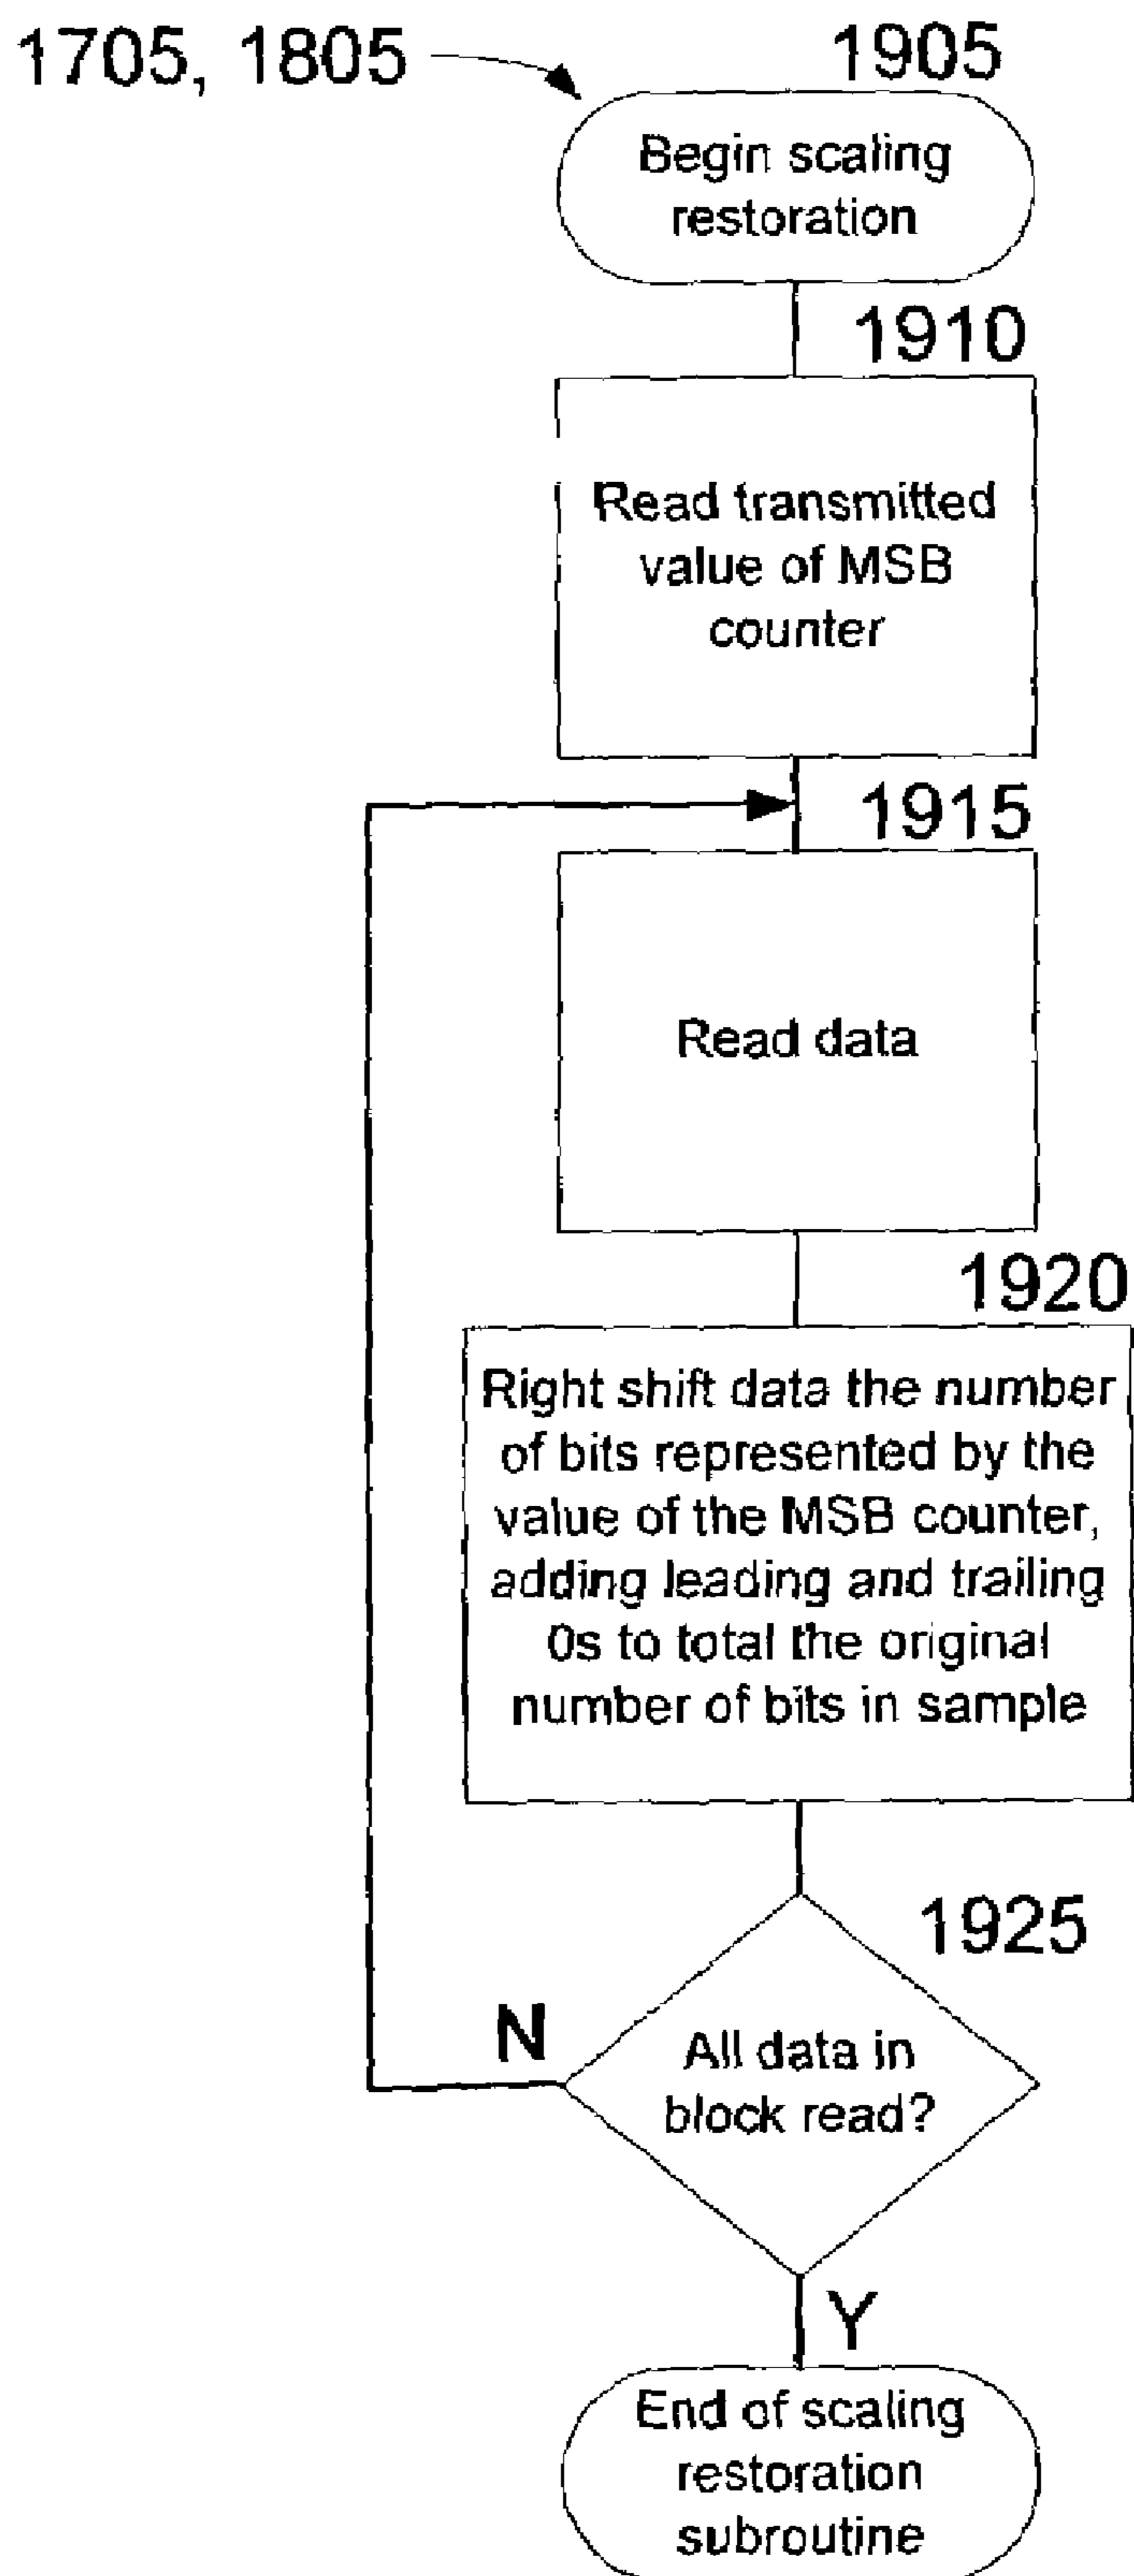 1705, 1805
1905
Begin scaling
restoration
1910
Read transmitted
value of MSB
counter
1915
Read data
1920
Right shift data the number
of bits represented by the
value of the MSB counter,
adding leading and trailing
0s to total the original
number of bits in sample
1925
N
All data in
block read?
Y
End of scaling
restoration
subroutine